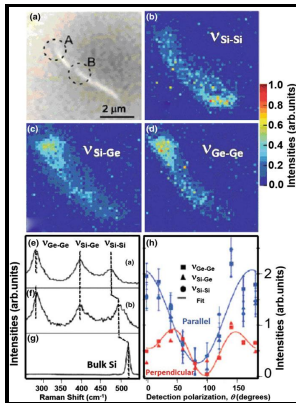 (a)
A
B
2 μm
(b)
νSi-Si
(c)
νSi-Ge
(d)
νGe-Ge
1.0
0.8
0.6
0.4
0.2
0.0
Intensities (arb.units)
(e) νGe-Ge νSi-Ge νSi-Si
(a)
(f)
(b)
(g)
Bulk Si
Intensities (arb.units)
300 350 400 450 500 550
Raman Shift (cm-1)
(h)
νGe-Ge
νSi-Ge
νSi-Si
Fit
Parallel
Perpendicular
2
1
0
Intensities (arb.units)
0 50 100 150
Detection polarization, θ(degrees)